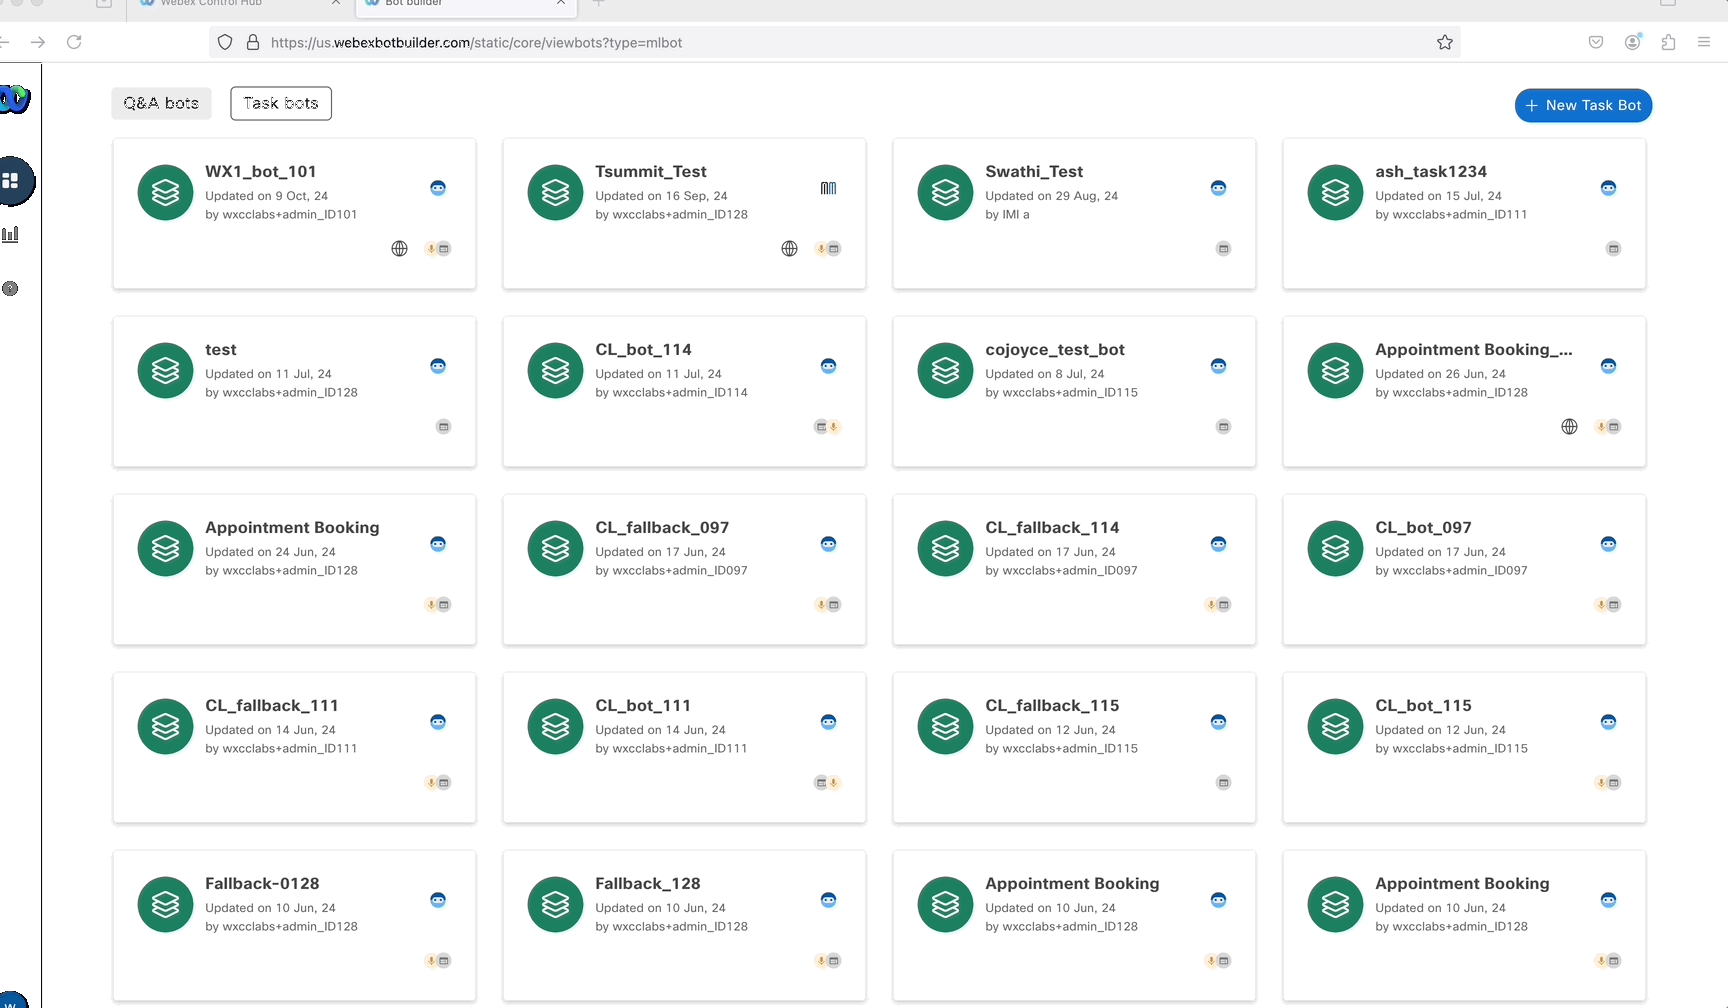 Webex Control Hub
Bot builder
https://us.webexbotbuilder.com/static/core/viewbots?type=mlbot
Q&A bots
Task bots
+ New Task Bot
WX1_bot_101
Updated on 9 Oct, 24
by wxcclabs+admin_ID101
Tsummit_Test
Updated on 16 Sep, 24
by wxcclabs+admin_ID128
Swathi_Test
Updated on 29 Aug, 24
by IMI a
ash_task1234
Updated on 15 Jul, 24
by wxcclabs+admin_ID111
test
Updated on 11 Jul, 24
by wxcclabs+admin_ID128
CL_bot_114
Updated on 11 Jul, 24
by wxcclabs+admin_ID114
cojoyce_test_bot
Updated on 8 Jul, 24
by wxcclabs+admin_ID115
Appointment Booking_...
Updated on 26 Jun, 24
by wxcclabs+admin_ID128
Appointment Booking
Updated on 24 Jun, 24
by wxcclabs+admin_ID128
CL_fallback_097
Updated on 17 Jun, 24
by wxcclabs+admin_ID097
CL_fallback_114
Updated on 17 Jun, 24
by wxcclabs+admin_ID097
CL_bot_097
Updated on 17 Jun, 24
by wxcclabs+admin_ID097
CL_fallback_111
Updated on 14 Jun, 24
by wxcclabs+admin_ID111
CL_bot_111
Updated on 14 Jun, 24
by wxcclabs+admin_ID111
CL_fallback_115
Updated on 12 Jun, 24
by wxcclabs+admin_ID115
CL_bot_115
Updated on 12 Jun, 24
by wxcclabs+admin_ID115
Fallback-0128
Updated on 10 Jun, 24
by wxcclabs+admin_ID128
Fallback_128
Updated on 10 Jun, 24
by wxcclabs+admin_ID128
Appointment Booking
Updated on 10 Jun, 24
by wxcclabs+admin_ID128
Appointment Booking
Updated on 10 Jun, 24
by wxcclabs+admin_ID128
W